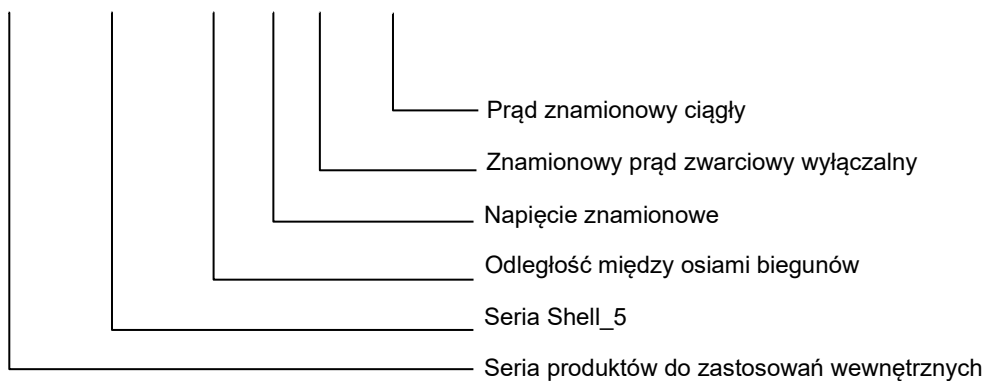 Prąd znamionowy ciągły
Znamionowy prąd zwarciowy wyłączalny
Napięcie znamionowe
Odległość między osiami biegunów
Seria Shell_5
Seria produktów do zastosowań wewnętrznych